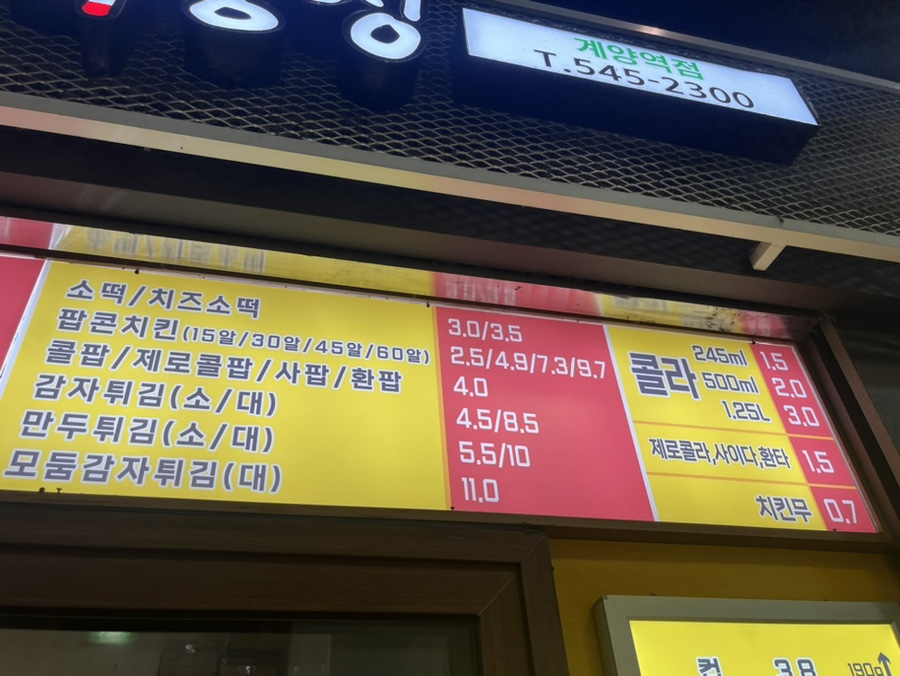 계양역점
T.545-2300
소떡/치즈소떡 3.0/3.5
팝콘치킨(15알/30알/45알/60알) 2.5/4.9/7.3/9.7
콜팝/제로콜팝/사팝/환팝 4.0
감자튀김(소/대) 4.5/8.5
만두튀김(소/대) 5.5/10
모둠감자튀김(대) 11.0
콜라 245ml 1.5
500ml 2.0
1.25L 3.0
제로콜라,사이다,환타 1.5
치킨무 0.7
컵 3.8 190g↑